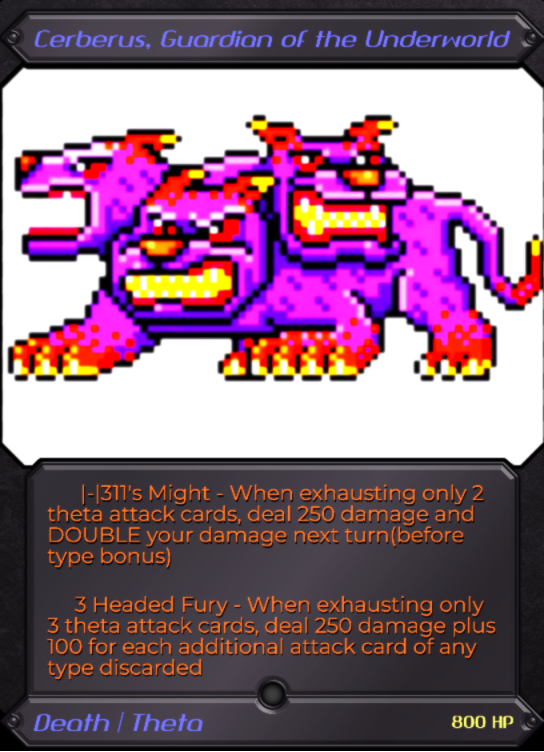 Cerberus, Guardian of the Underworld
|-|311's Might - When exhausting only 2
theta attack cards, deal 250 damage and
DOUBLE your damage next turn(before
type bonus)
3 Headed Fury - When exhausting only
3 theta attack cards, deal 250 damage plus
100 for each additional attack card of any
type discarded
Death / Theta
800 HP